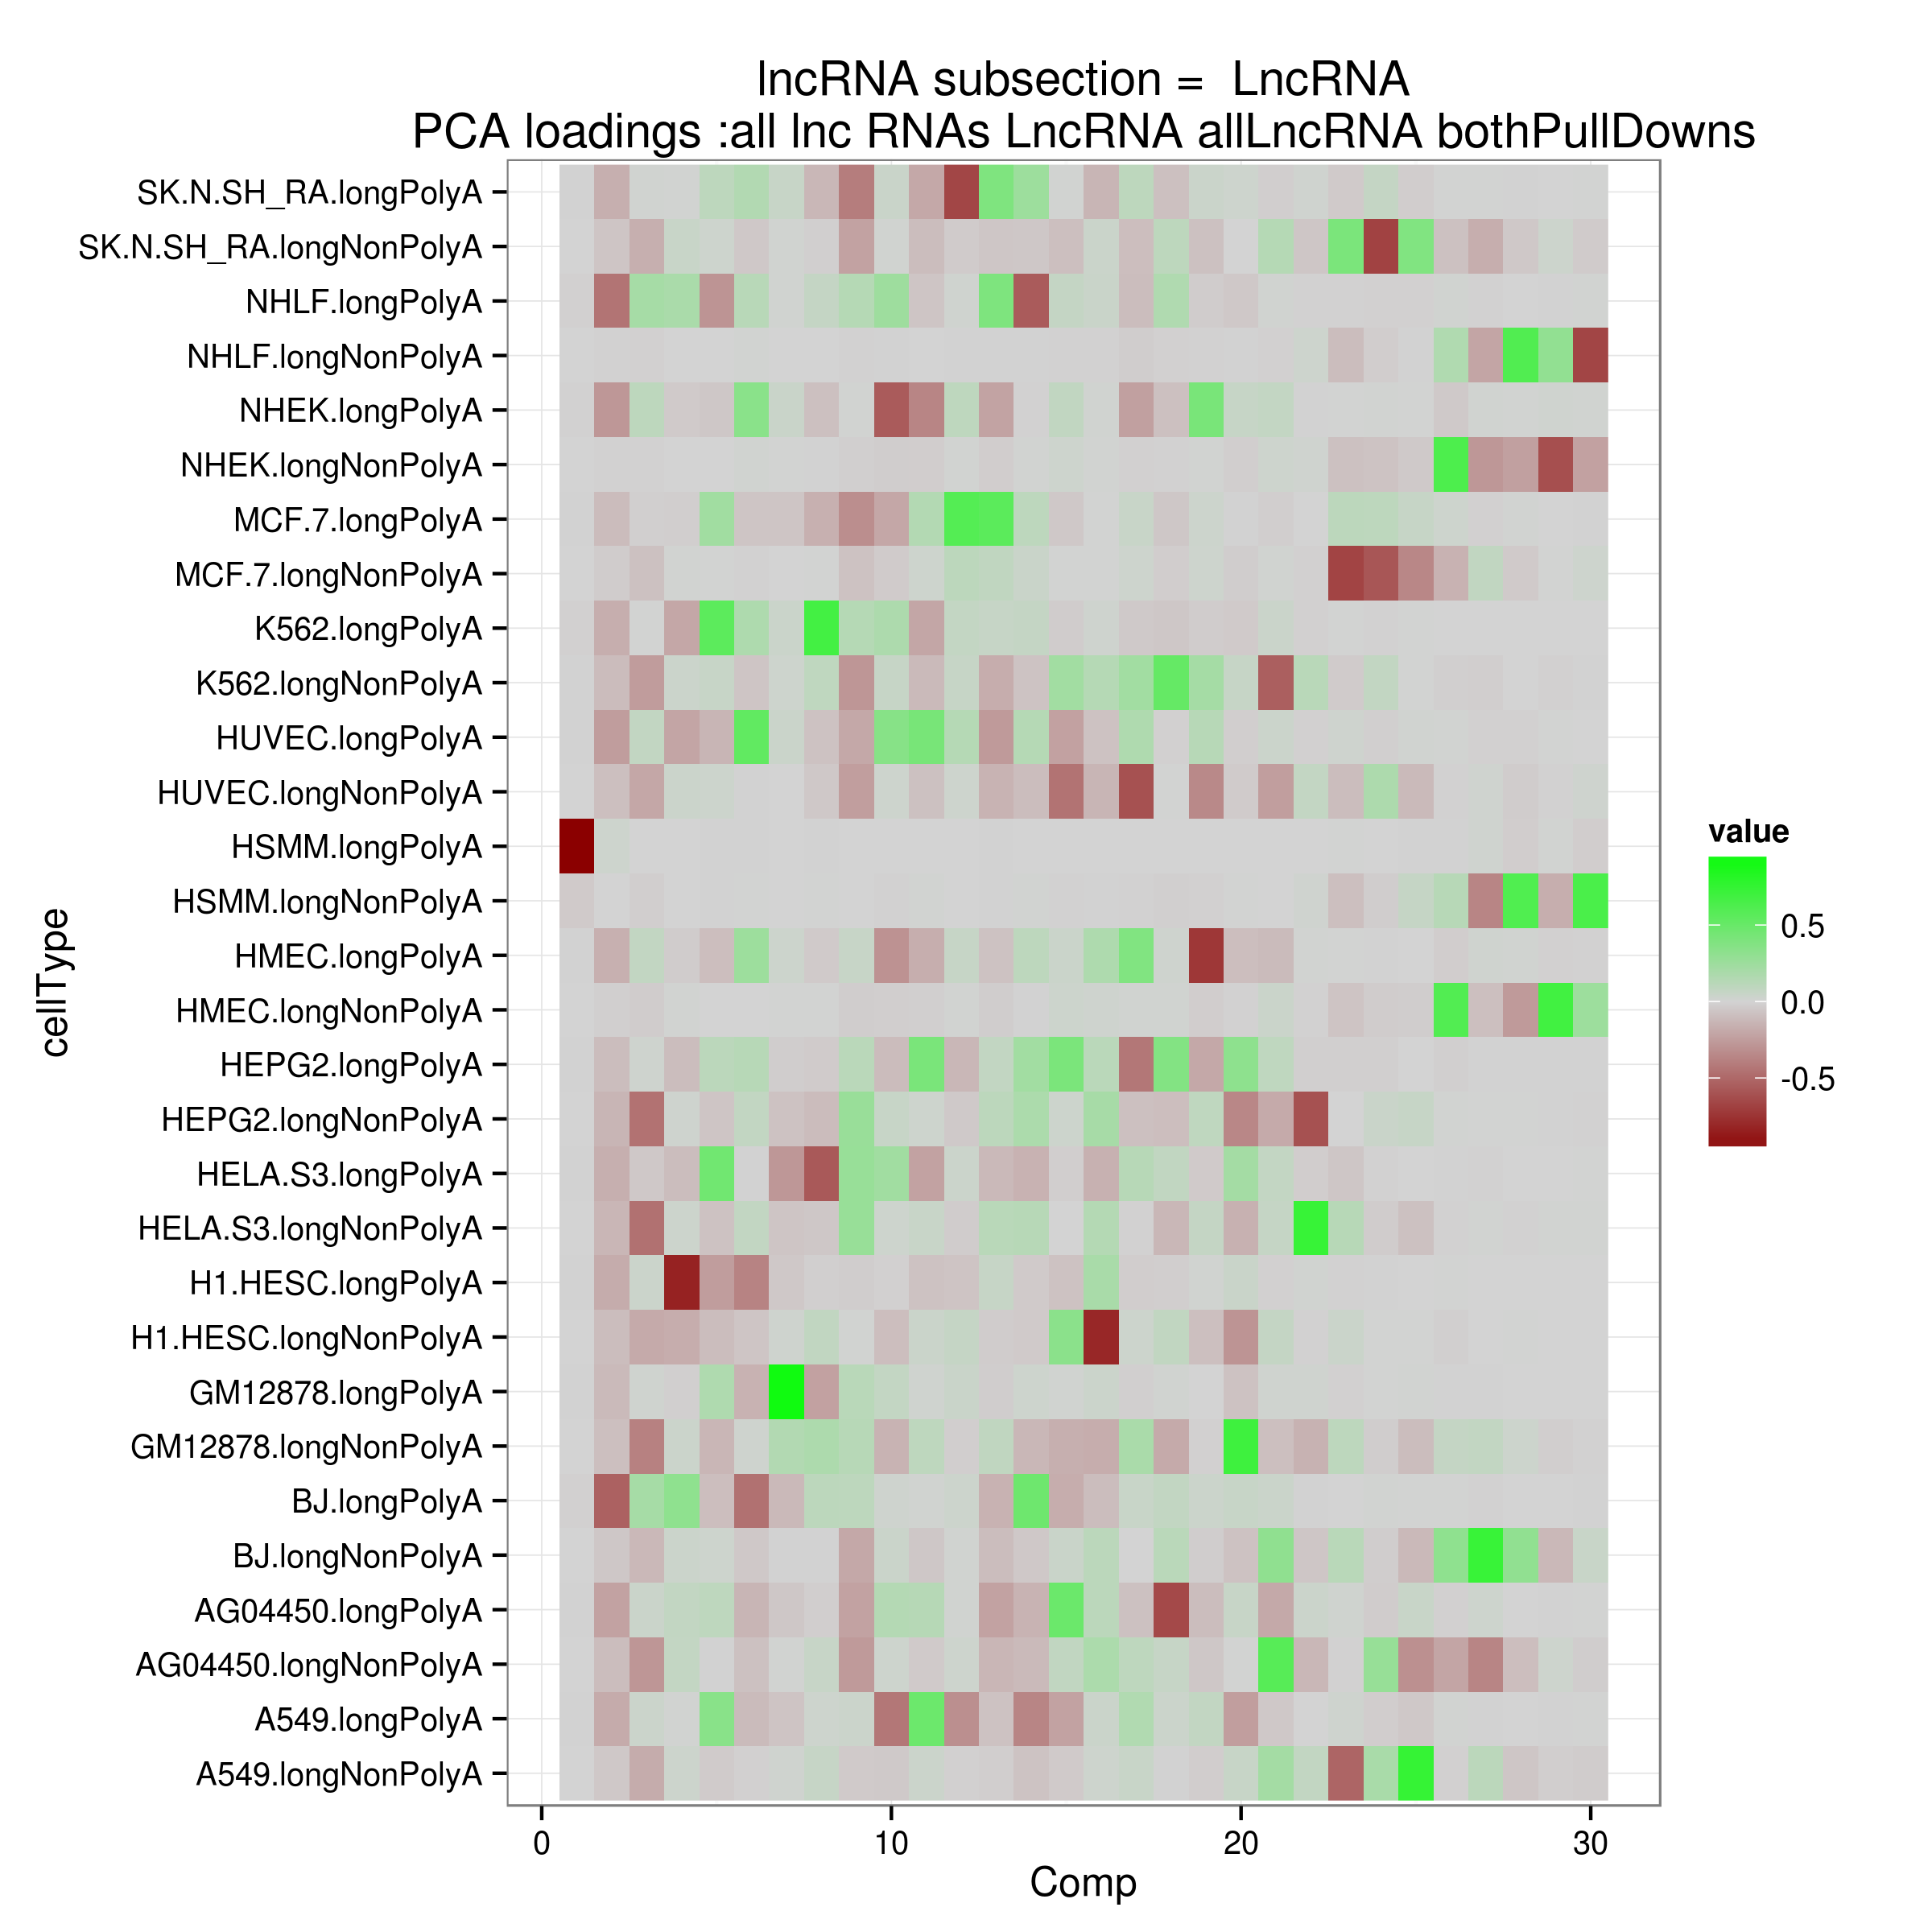 lncRNA subsection =  LncRNA
PCA loadings :all lnc RNAs LncRNA allLncRNA bothPullDowns
SK.N.SH_RA.longPolyA
SK.N.SH_RA.longNonPolyA
NHLF.longPolyA
NHLF.longNonPolyA
NHEK.longPolyA
NHEK.longNonPolyA
MCF.7.longPolyA
MCF.7.longNonPolyA
K562.longPolyA
K562.longNonPolyA
HUVEC.longPolyA
HUVEC.longNonPolyA
HSMM.longPolyA
HSMM.longNonPolyA
HMEC.longPolyA
HMEC.longNonPolyA
HEPG2.longPolyA
HEPG2.longNonPolyA
HELA.S3.longPolyA
HELA.S3.longNonPolyA
H1.HESC.longPolyA
H1.HESC.longNonPolyA
GM12878.longPolyA
GM12878.longNonPolyA
BJ.longPolyA
BJ.longNonPolyA
AG04450.longPolyA
AG04450.longNonPolyA
A549.longPolyA
A549.longNonPolyA
cellType
0 10 20 30
Comp
value
0.5
0.0
-0.5